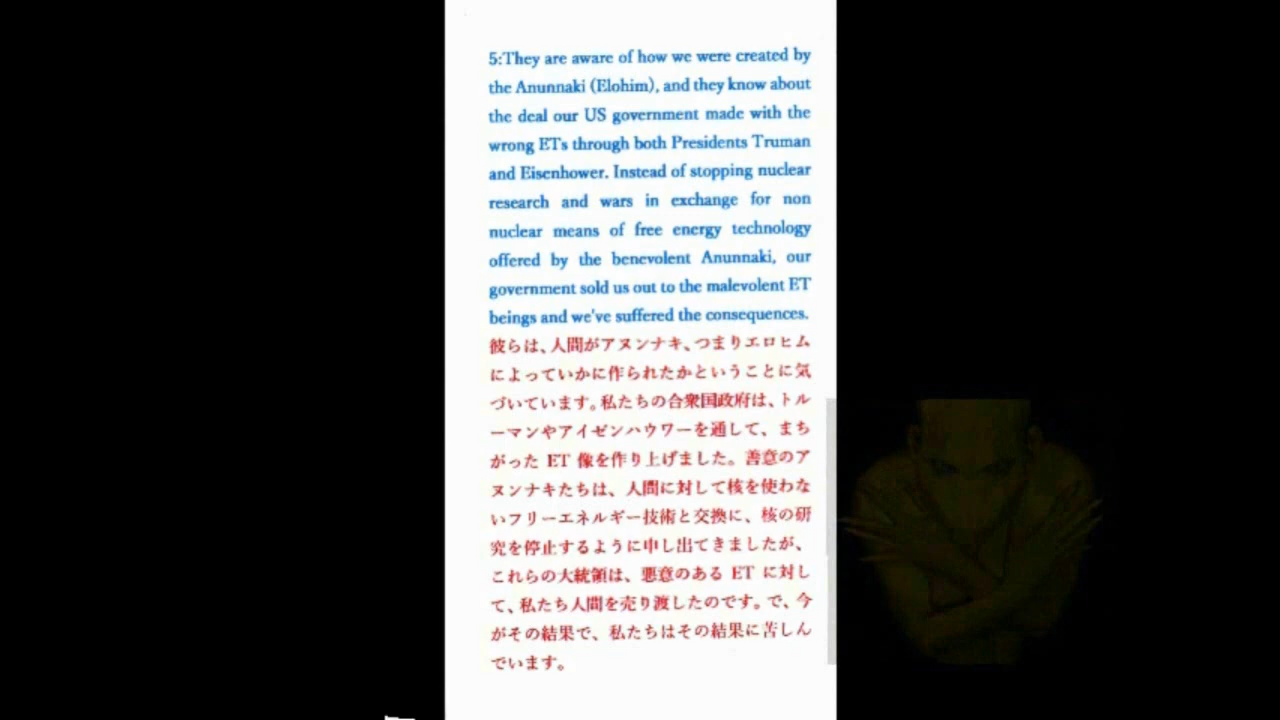 5:They are aware of how we were created by
the Anunnaki (Elohim), and they know about
the deal our US government made with the
wrong ETs through both Presidents Truman
and Eisenhower. Instead of stopping nuclear
research and wars in exchange for non
nuclear means of free energy technology
offered by the benevolent Anunnaki, our
government sold us out to the malevolent ET
beings and we've suffered the consequences.
彼らは、人間がアヌンナキ、つまりエロヒム
によっていかに作られたかということに気
づいています。私たちの合衆国政府は、トル
ーマンやアイゼンハウワーを通して、まち
がった ET 像を作り上げました。善意のア
ヌンナキたちは、人間に対して核を使わな
いフリーエネルギー技術と交換に、核の研
究を停止するように申し出てきましたが、
これらの大統領は、悪意のある ET に対し
て、私たち人間を売り渡したのです。で、今
がその結果で、私たちはその結果に苦しん
でいます。